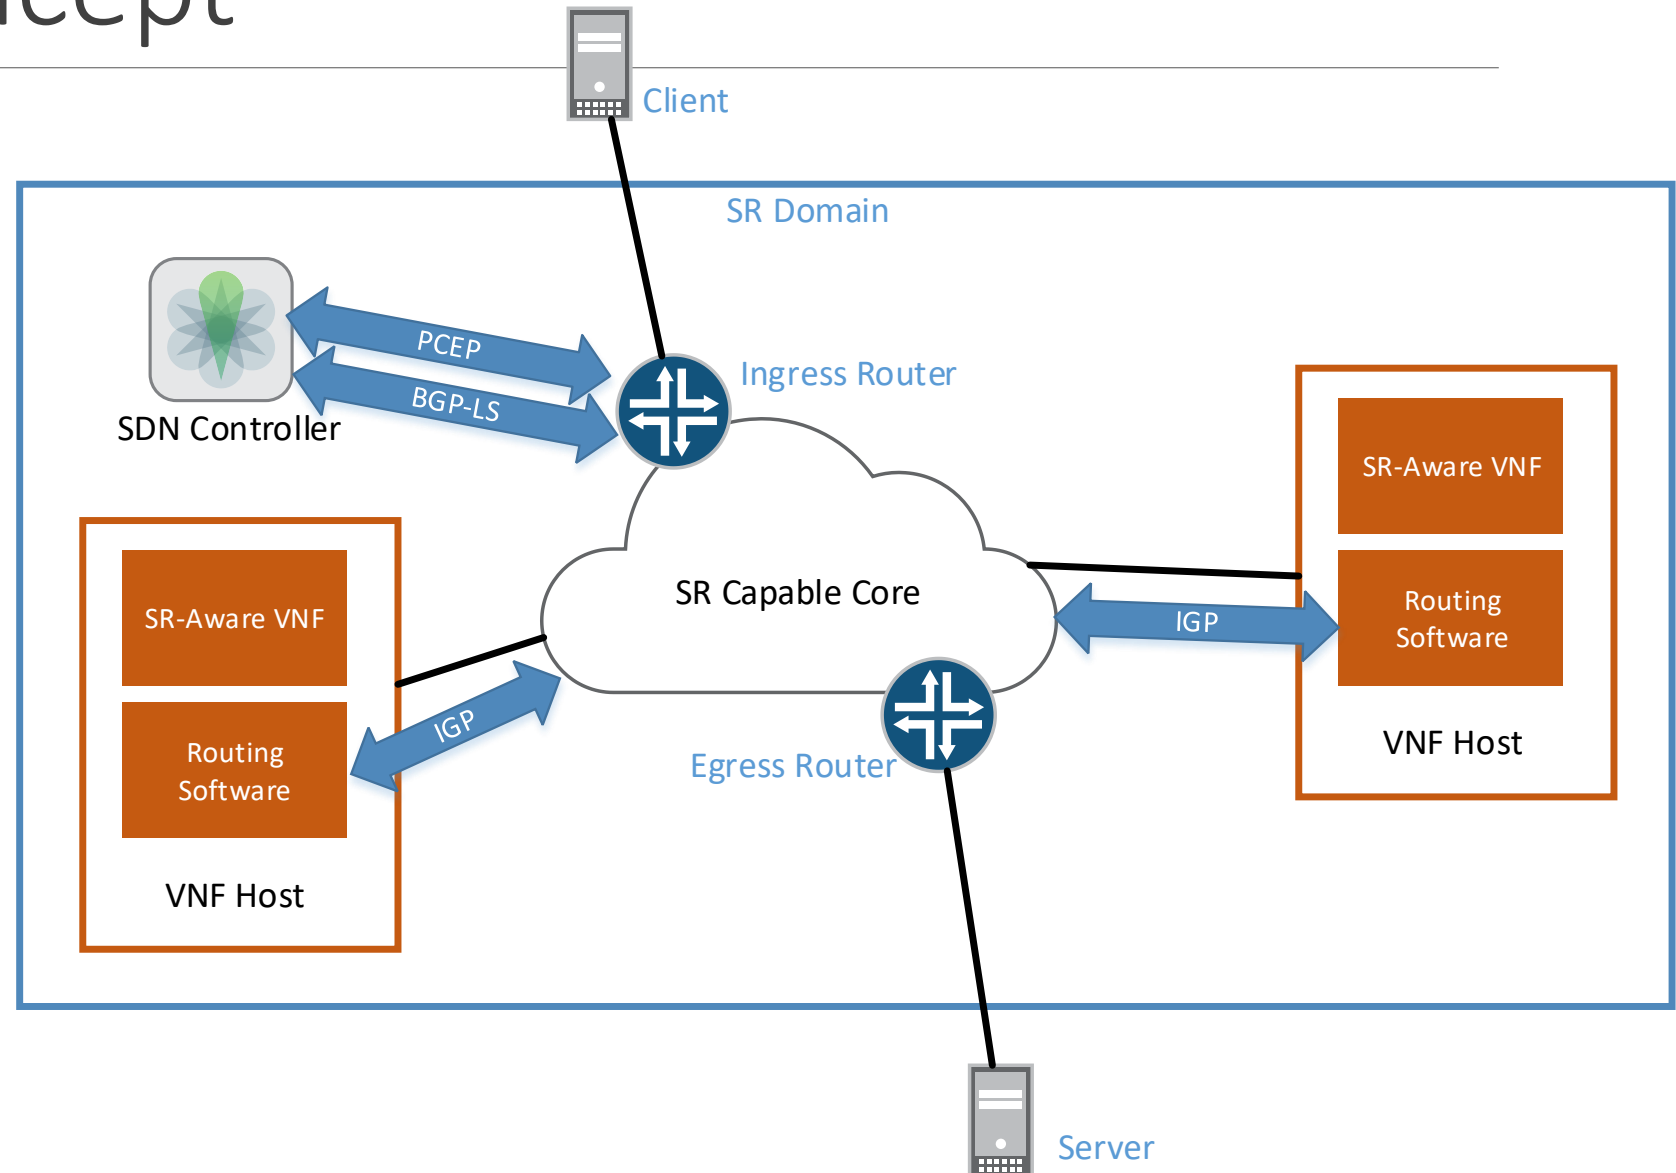 Client
SR Domain
PCEP
Ingress Router
BGP-LS
SDN Controller
SR-Aware VNF
SR Capable Core
Routing
Software
IGP
SR-Aware VNF
IGP
Routing
Software
VNF Host
Egress Router
VNF Host
Server